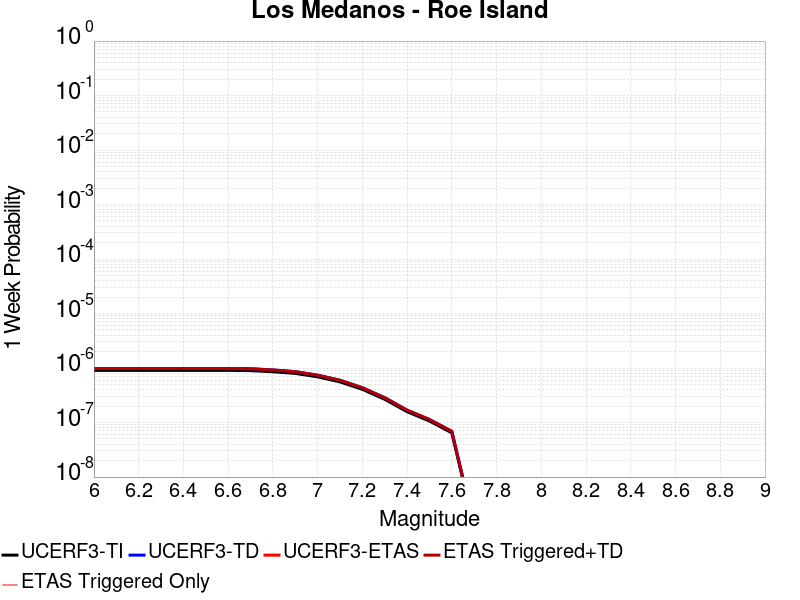 Los Medanos - Roe Island
1 Week Probability
10^0
10^-1
10^-2
10^-3
10^-4
10^-5
10^-6
10^-7
10^-8
6 6.2 6.4 6.6 6.8 7 7.2 7.4 7.6 7.8 8 8.2 8.4 8.6 8.8 9
Magnitude
UCERF3-TI UCERF3-TD UCERF3-ETAS ETAS Triggered+TD
ETAS Triggered Only